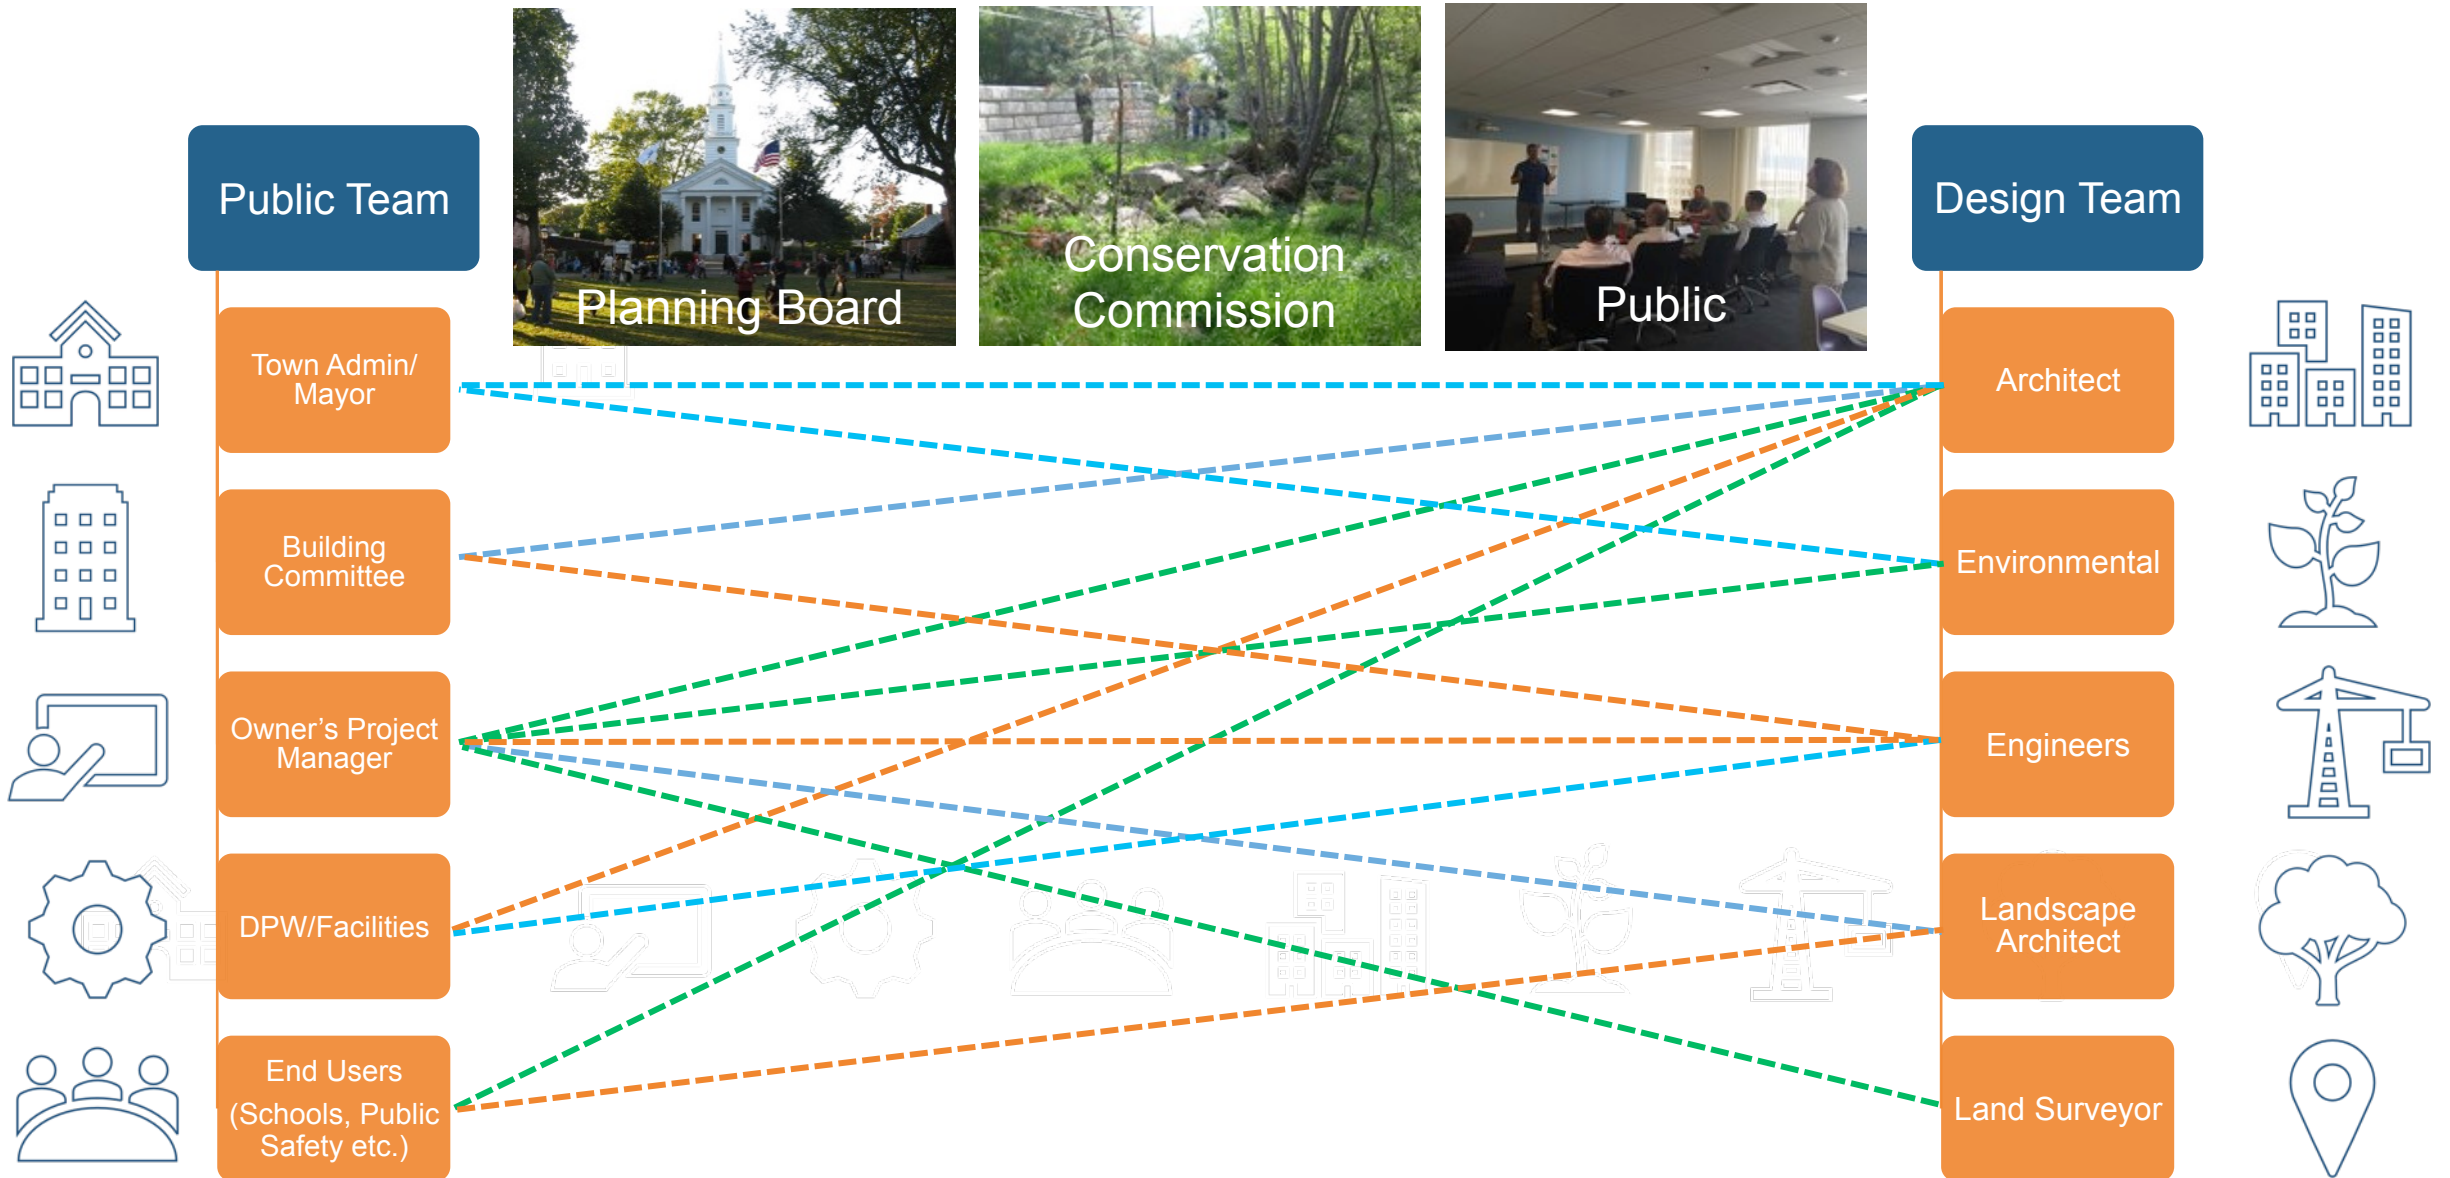 Planning Board
Conservation
Commission
Public
Public Team
Town Admin/
Mayor
Building
Committee
Owner’s Project
Manager
DPW/Facilities
End Users
(Schools, Public
Safety etc.)
Design Team
Architect
Environmental
Engineers
Landscape
Architect
Land Surveyor